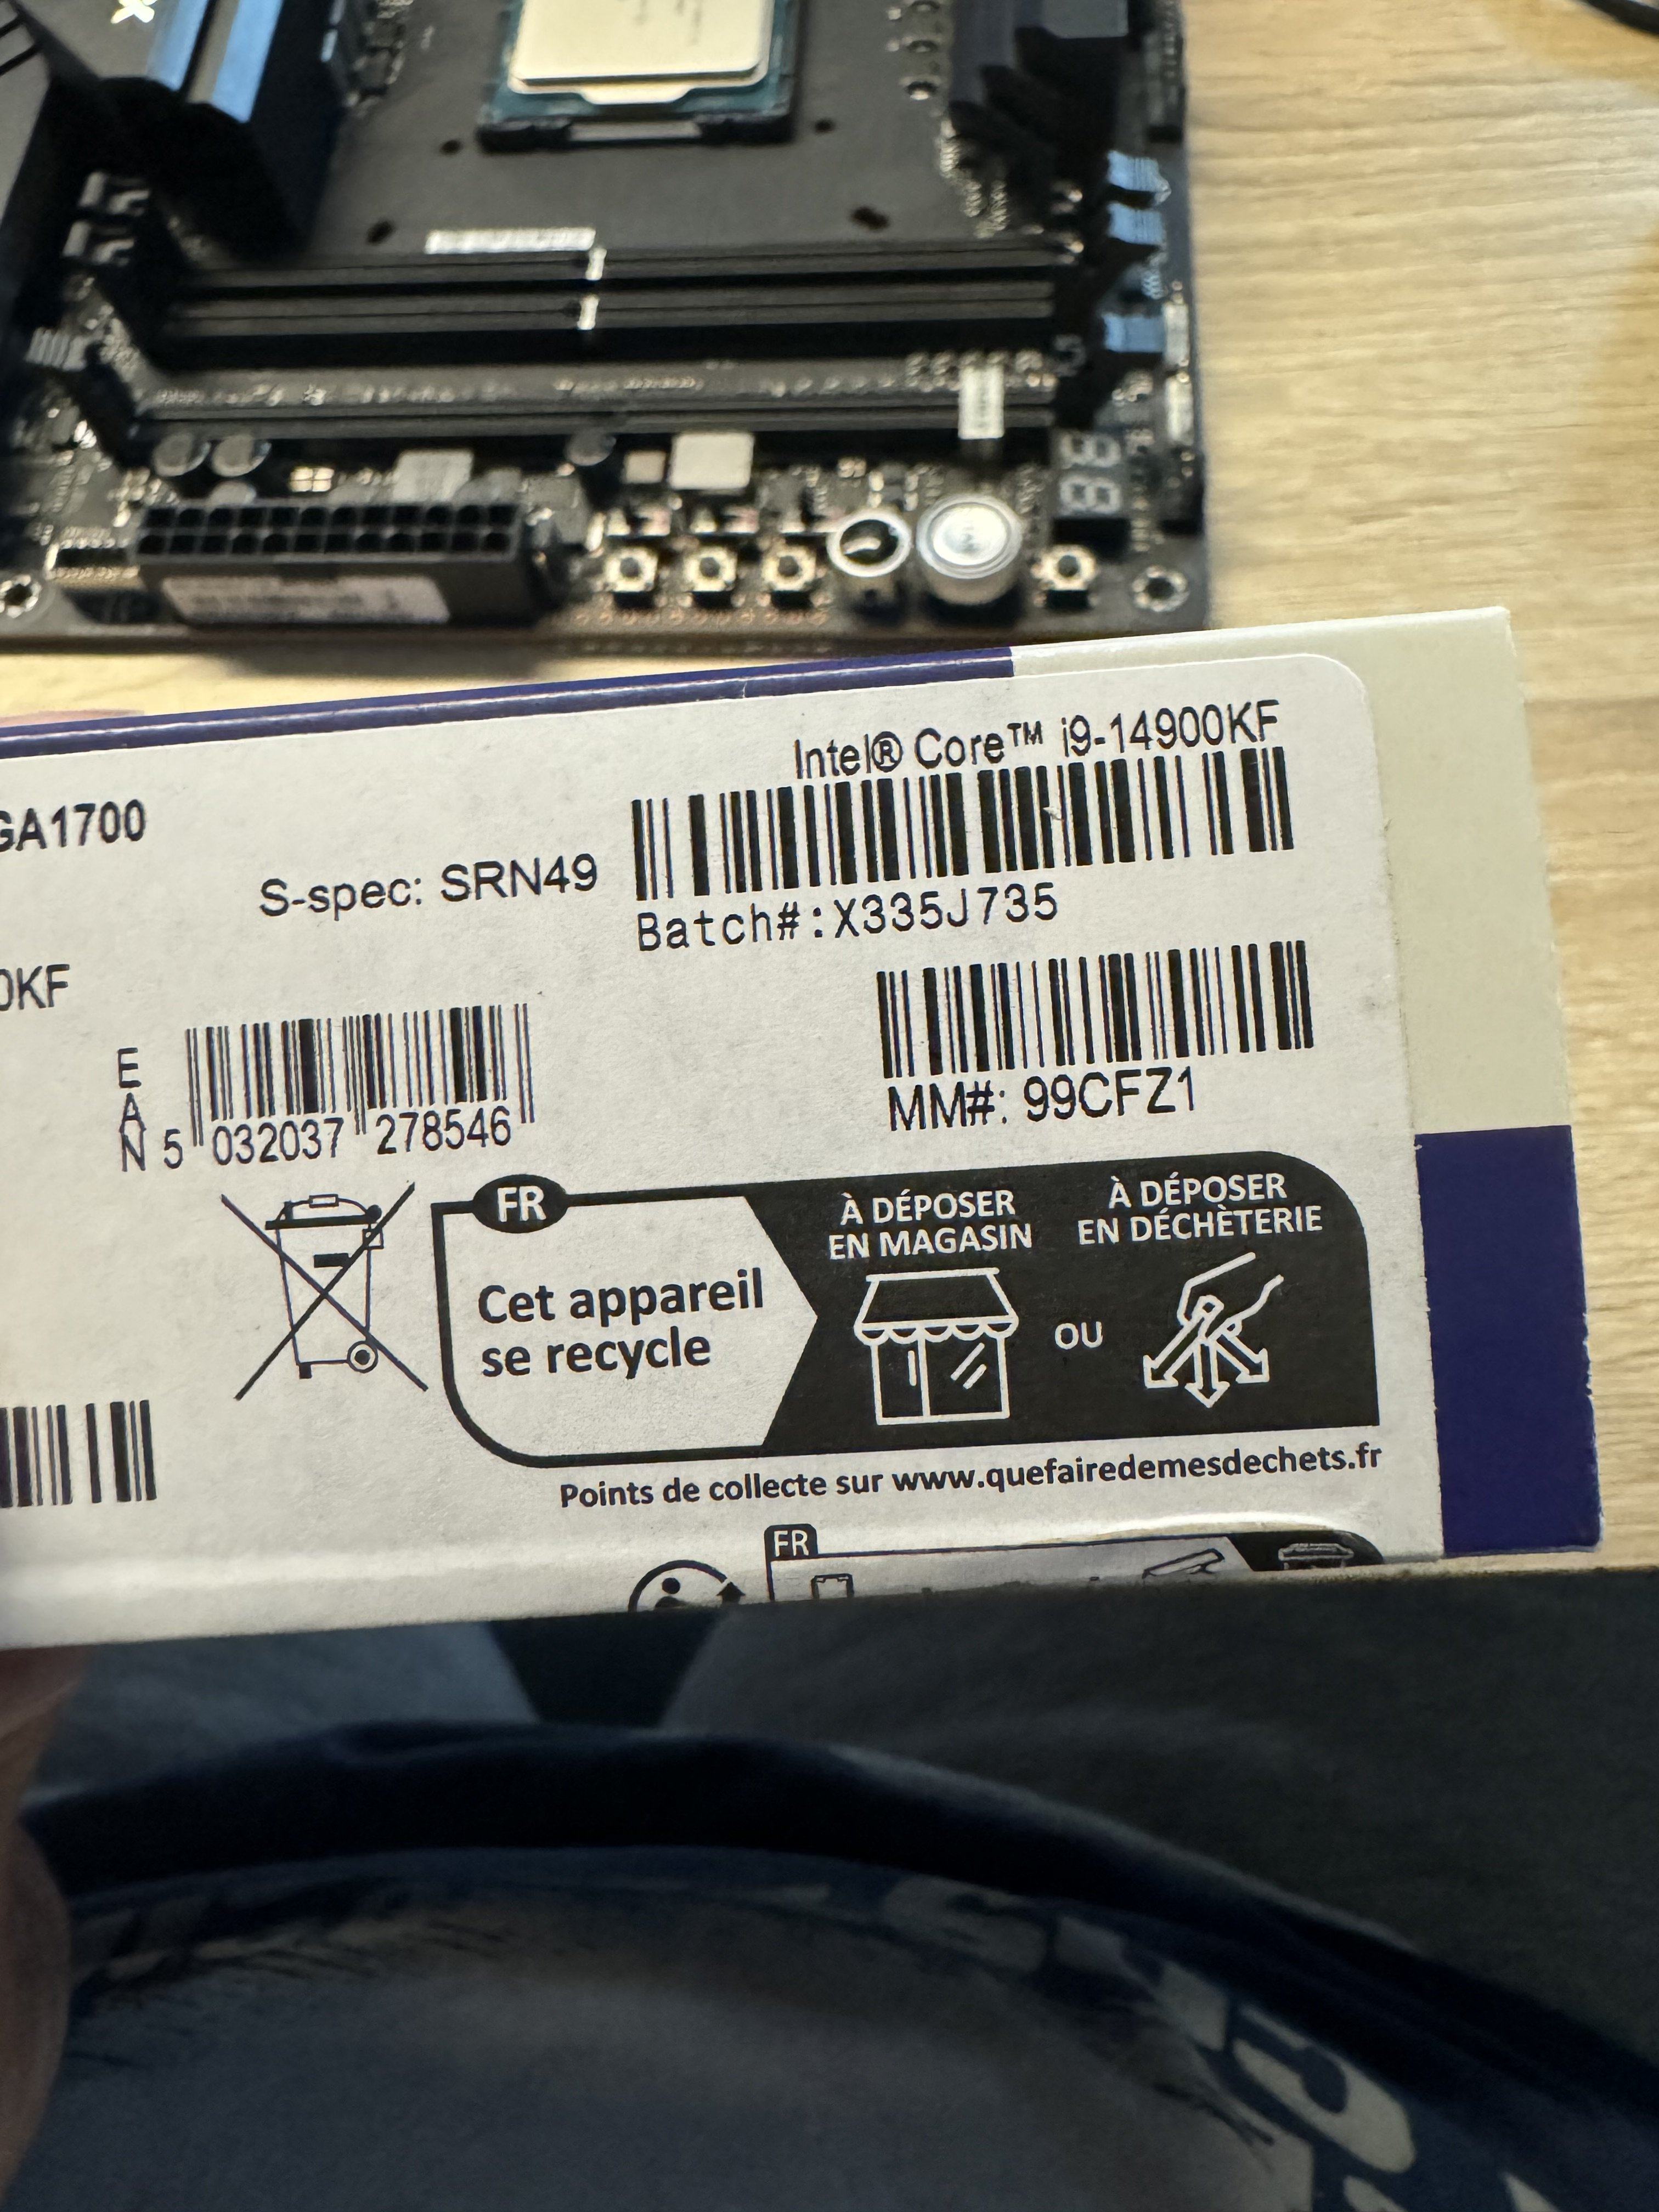 Intel® Core™ i9-14900KF
GA1700
S-spec: SRN49
Batch#:X335J735
0KF
MM#: 99CFZ1
EAN 5 032037 278546
FR
Cet appareil
se recycle
À DÉPOSER
EN MAGASIN
OU
À DÉPOSER
EN DÉCHÈTERIE
Points de collecte sur www.quefairedemesdechets.fr
FR